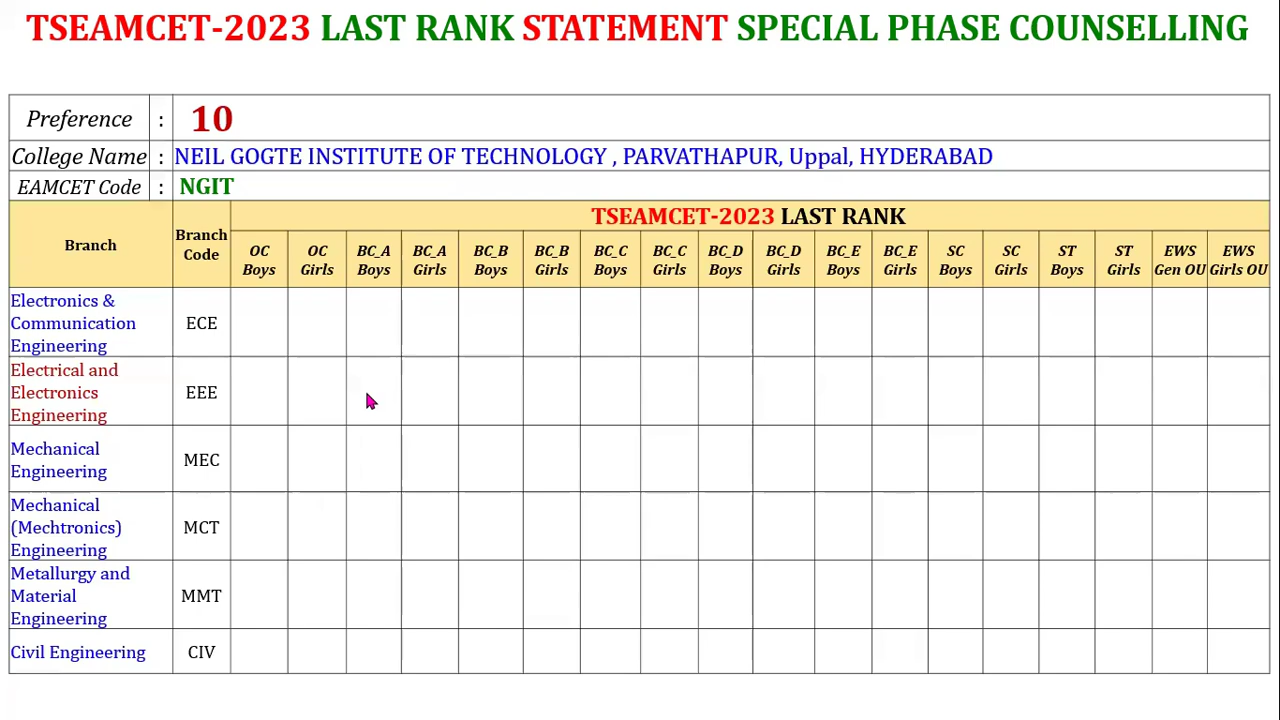 TSEAMCET-2023 LAST RANK STATEMENT SPECIAL PHASE COUNSELLING
Preference : 10
College Name : NEIL GOGTE INSTITUTE OF TECHNOLOGY , PARVATHAPUR, Uppal, HYDERABAD
EAMCET Code : NGIT
Branch
Branch
Code
TSEAMCET-2023 LAST RANK
OC
Boys
OC
Girls
BC_A
Boys
BC_A
Girls
BC_B
Boys
BC_B
Girls
BC_C
Boys
BC_C
Girls
BC_D
Boys
BC_D
Girls
BC_E
Boys
BC_E
Girls
SC
Boys
SC
Girls
ST
Boys
ST
Girls
EWS
Gen OU
EWS
Girls OU
Electronics &
Communication
Engineering
ECE
Electrical and
Electronics
Engineering
EEE
Mechanical
Engineering
MEC
Mechanical
(Mechtronics)
Engineering
MCT
Metallurgy and
Material
Engineering
MMT
Civil Engineering
CIV